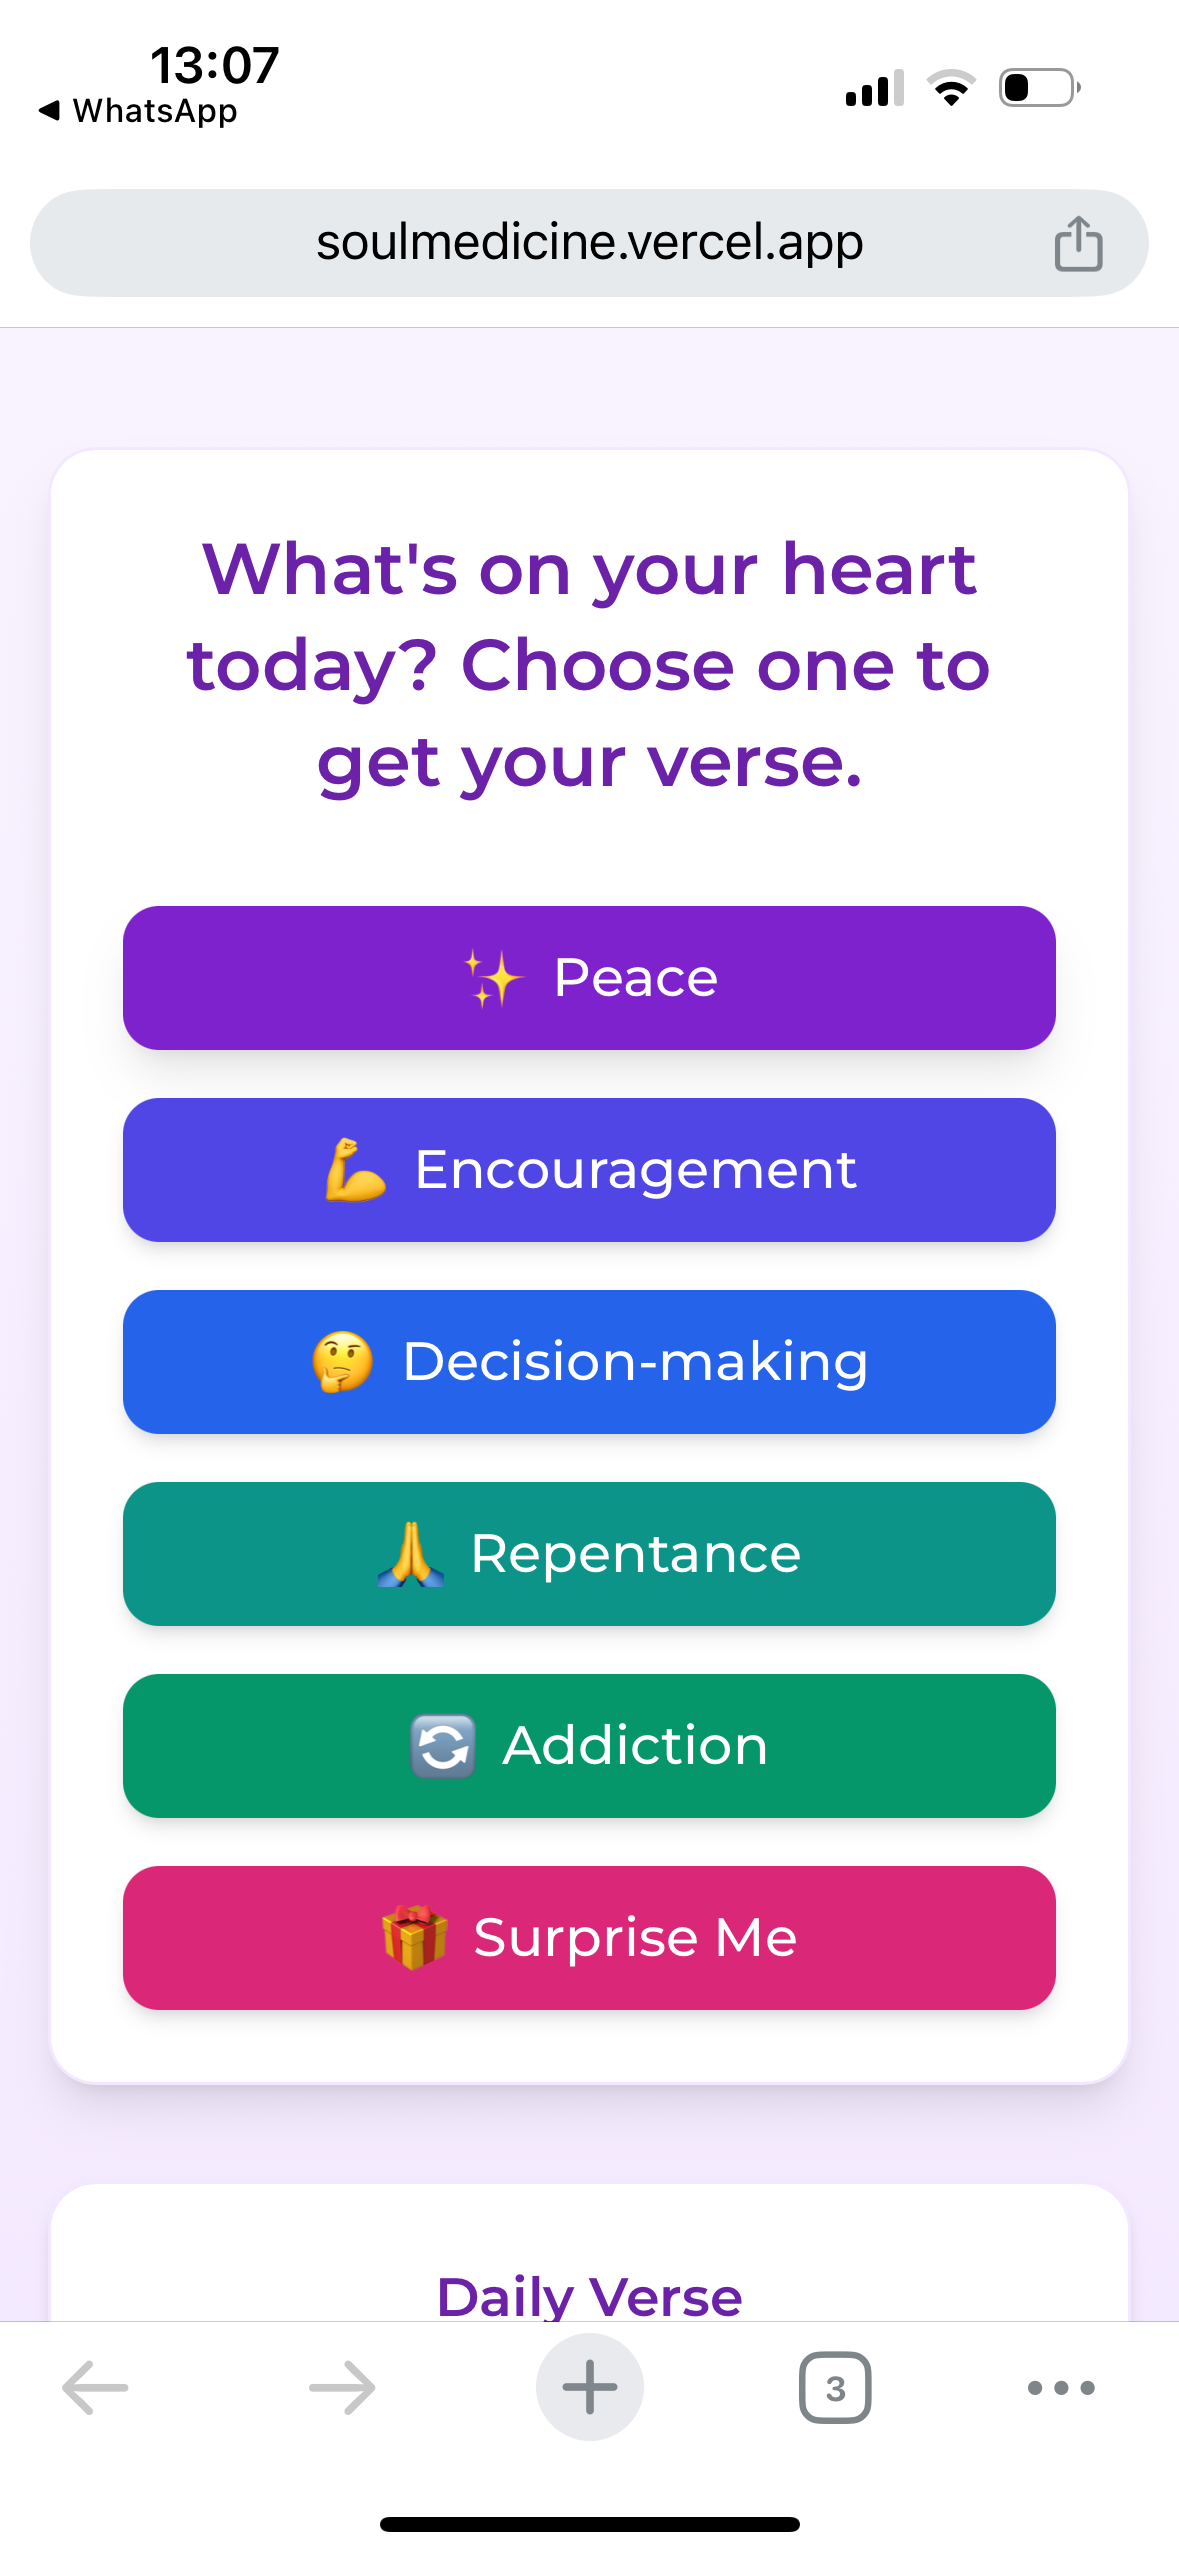 13:07
WhatsApp
soulmedicine.vercel.app
What's on your heart
today? Choose one to
get your verse.
✨ Peace
💪 Encouragement
🤔 Decision-making
🙏 Repentance
🔄 Addiction
🎁 Surprise Me
Daily Verse
3